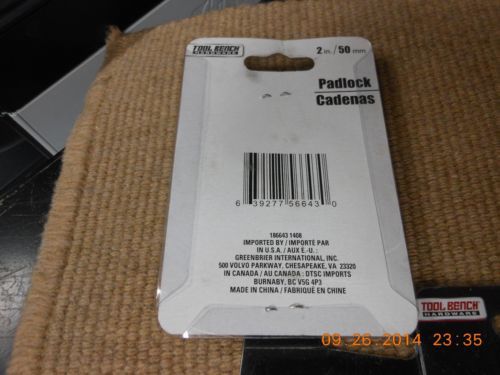 TOOL BENCH
HARDWARE
2 in./50 mm
Padlock
Cadenas
6 39277 56643 0
186643 1408
IMPORTED BY / IMPORTÉ PAR
IN U.S.A. / AUX E.-U. :
GREENBRIER INTERNATIONAL, INC.
500 VOLVO PARKWAY, CHESAPEAKE, VA 23320
IN CANADA / AU CANADA : DTSC IMPORTS
BURNABY, BC V5G 4P3
MADE IN CHINA / FABRIQUÉ EN CHINE
TOOL BENCH
HARDWARE
09.26.2014 23:35